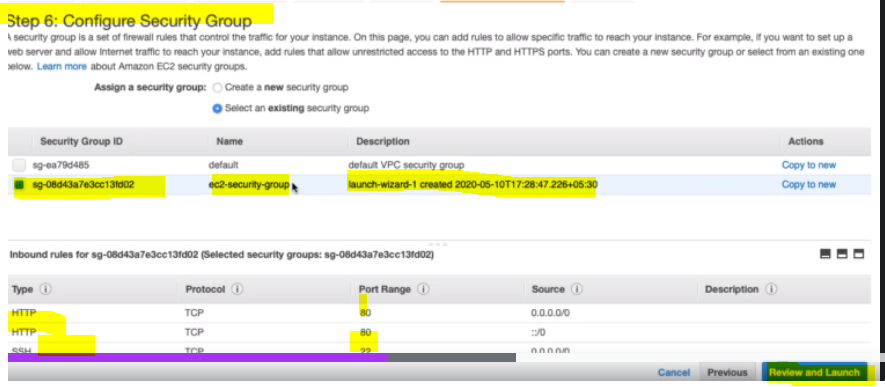 Step 6: Configure Security Group
A security group is a set of firewall rules that control the traffic for your instance. On this page, you can add rules to allow specific traffic to reach your instance. For example, if you want to set up a
web server and allow Internet traffic to reach your instance, add rules that allow unrestricted access to the HTTP and HTTPS ports. You can create a new security group or select from an existing one
below. Learn more about Amazon EC2 security groups.
Assign a security group: Create a new security group
Select an existing security group
Security Group ID Name Description Actions
sg-ea79d485 default default VPC security group Copy to new
sg-08d43a7e3cc13fd02 ec2-security-group launch-wizard-1 created 2020-05-10T17:28:47.226+05:30 Copy to new
Inbound rules for sg-08d43a7e3cc13fd02 (Selected security groups: sg-08d43a7e3cc13fd02)
Type Protocol Port Range Source Description
HTTP TCP 80 0.0.0.0/0
HTTP TCP 80 ::/0
SSH TCP 22 0.0.0.0/0
Cancel Previous Review and Launch